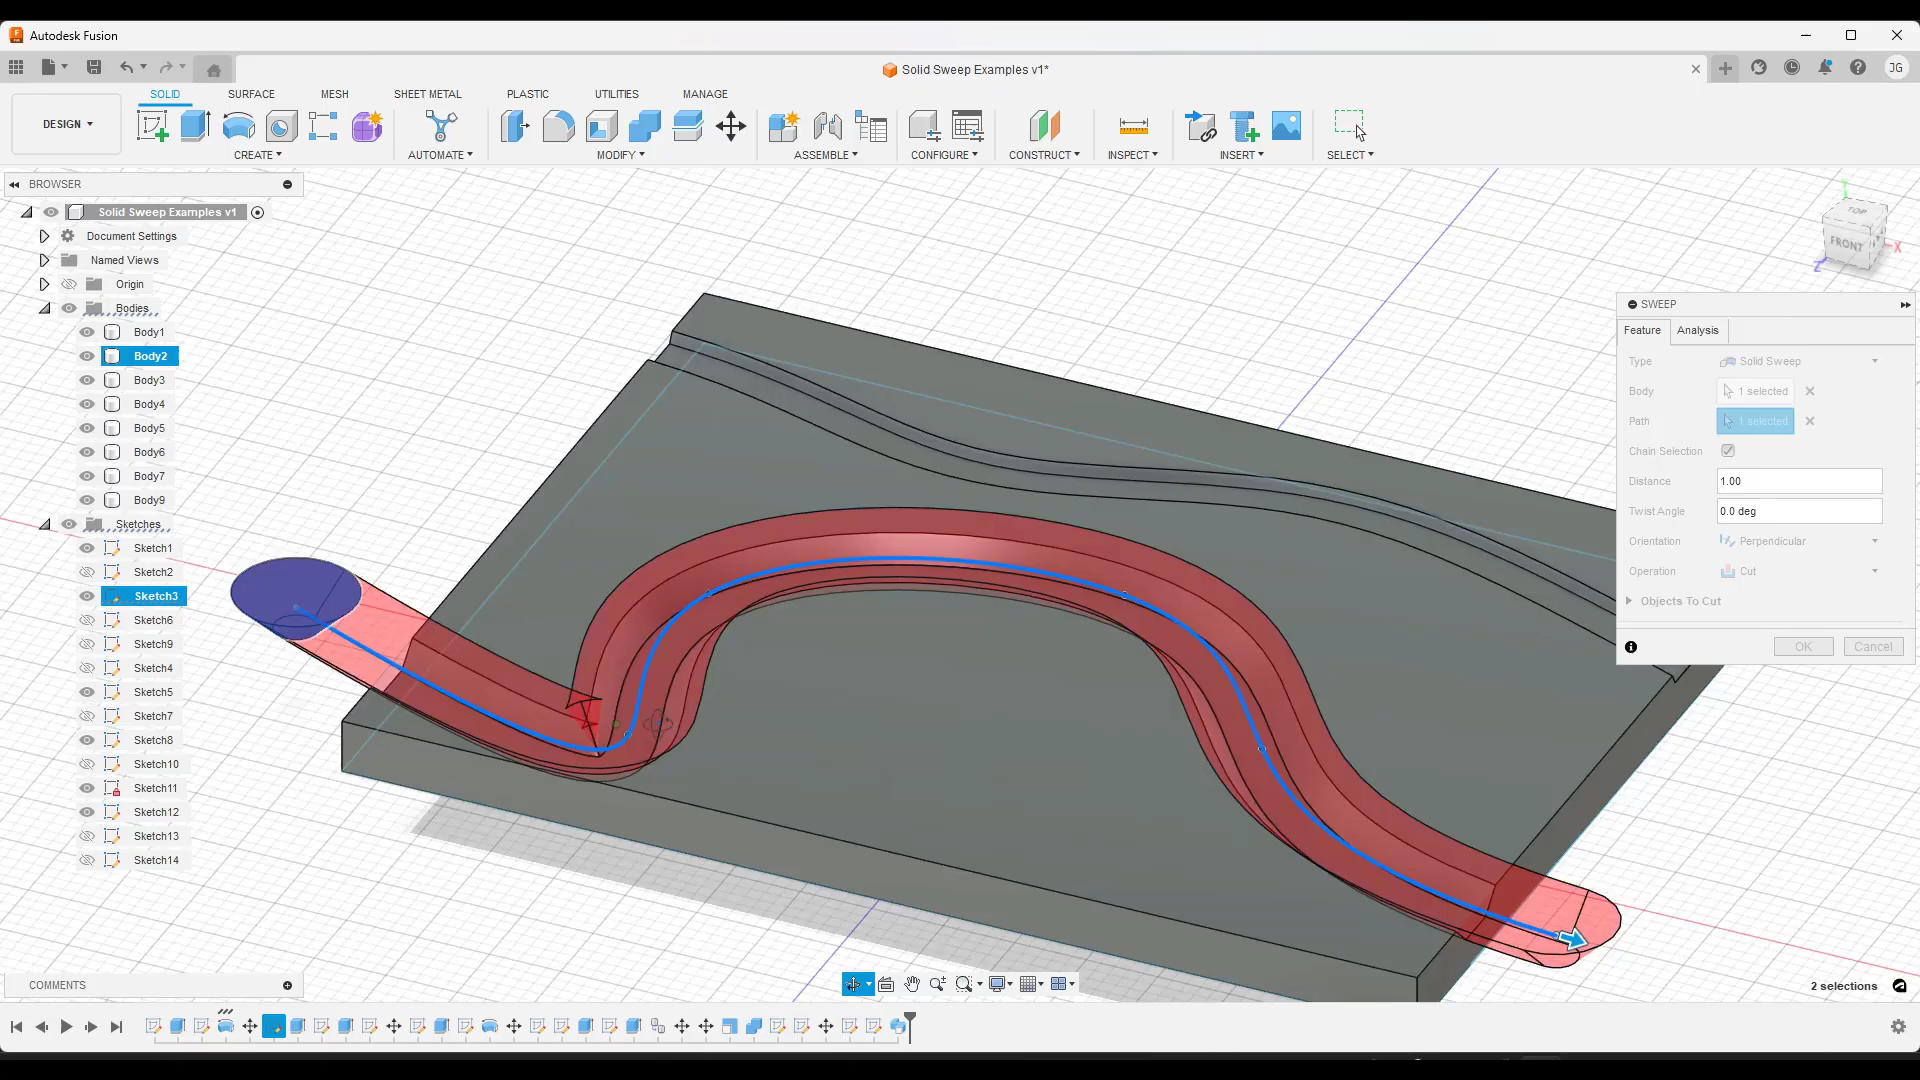 Autodesk Fusion
Solid Sweep Examples v1*
JG
DESIGN
SOLID
SURFACE
MESH
SHEET METAL
PLASTIC
UTILITIES
MANAGE
CREATE
AUTOMATE
MODIFY
ASSEMBLE
CONFIGURE
CONSTRUCT
INSPECT
INSERT
SELECT
BROWSER
Solid Sweep Examples v1
Document Settings
Named Views
Origin
Bodies
Body1
Body2
Body3
Body4
Body5
Body6
Body7
Body9
Sketches
Sketch1
Sketch2
Sketch3
Sketch6
Sketch9
Sketch4
Sketch5
Sketch7
Sketch8
Sketch10
Sketch11
Sketch12
Sketch13
Sketch14
TOP
FRONT
X
Z
SWEEP
Feature
Analysis
Type
Solid Sweep
Body
1 selected
Path
1 selected
Chain Selection
Distance
1.00
Twist Angle
0.0 deg
Orientation
Perpendicular
Operation
Cut
Objects To Cut
OK
Cancel
COMMENTS
2 selections